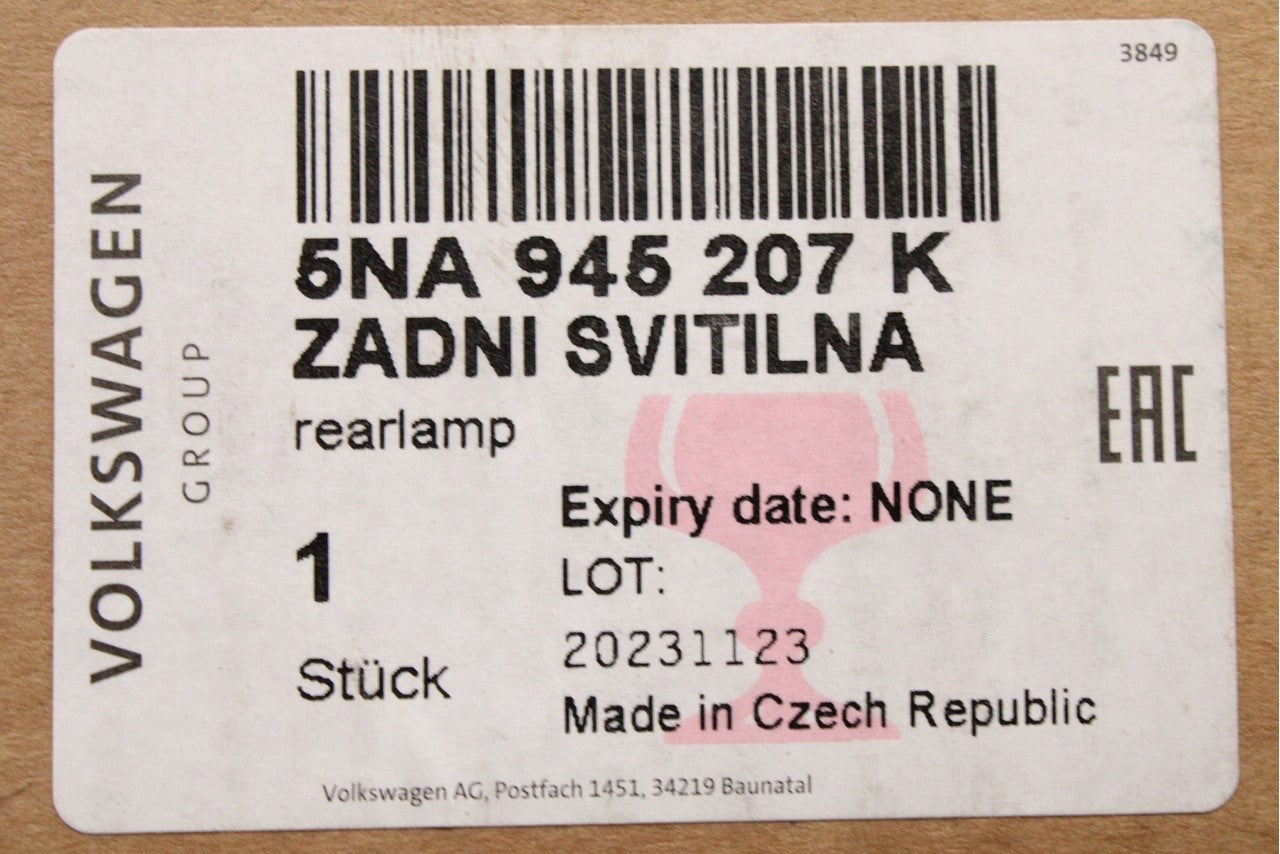 3849
VOLKSWAGEN
GROUP
5NA 945 207 K
ZADNI SVITILNA
rearlamp
EAC
Expiry date: NONE
1
LOT:
20231123
Stück
Made in Czech Republic
Volkswagen AG, Postfach 1451, 34219 Baunatal